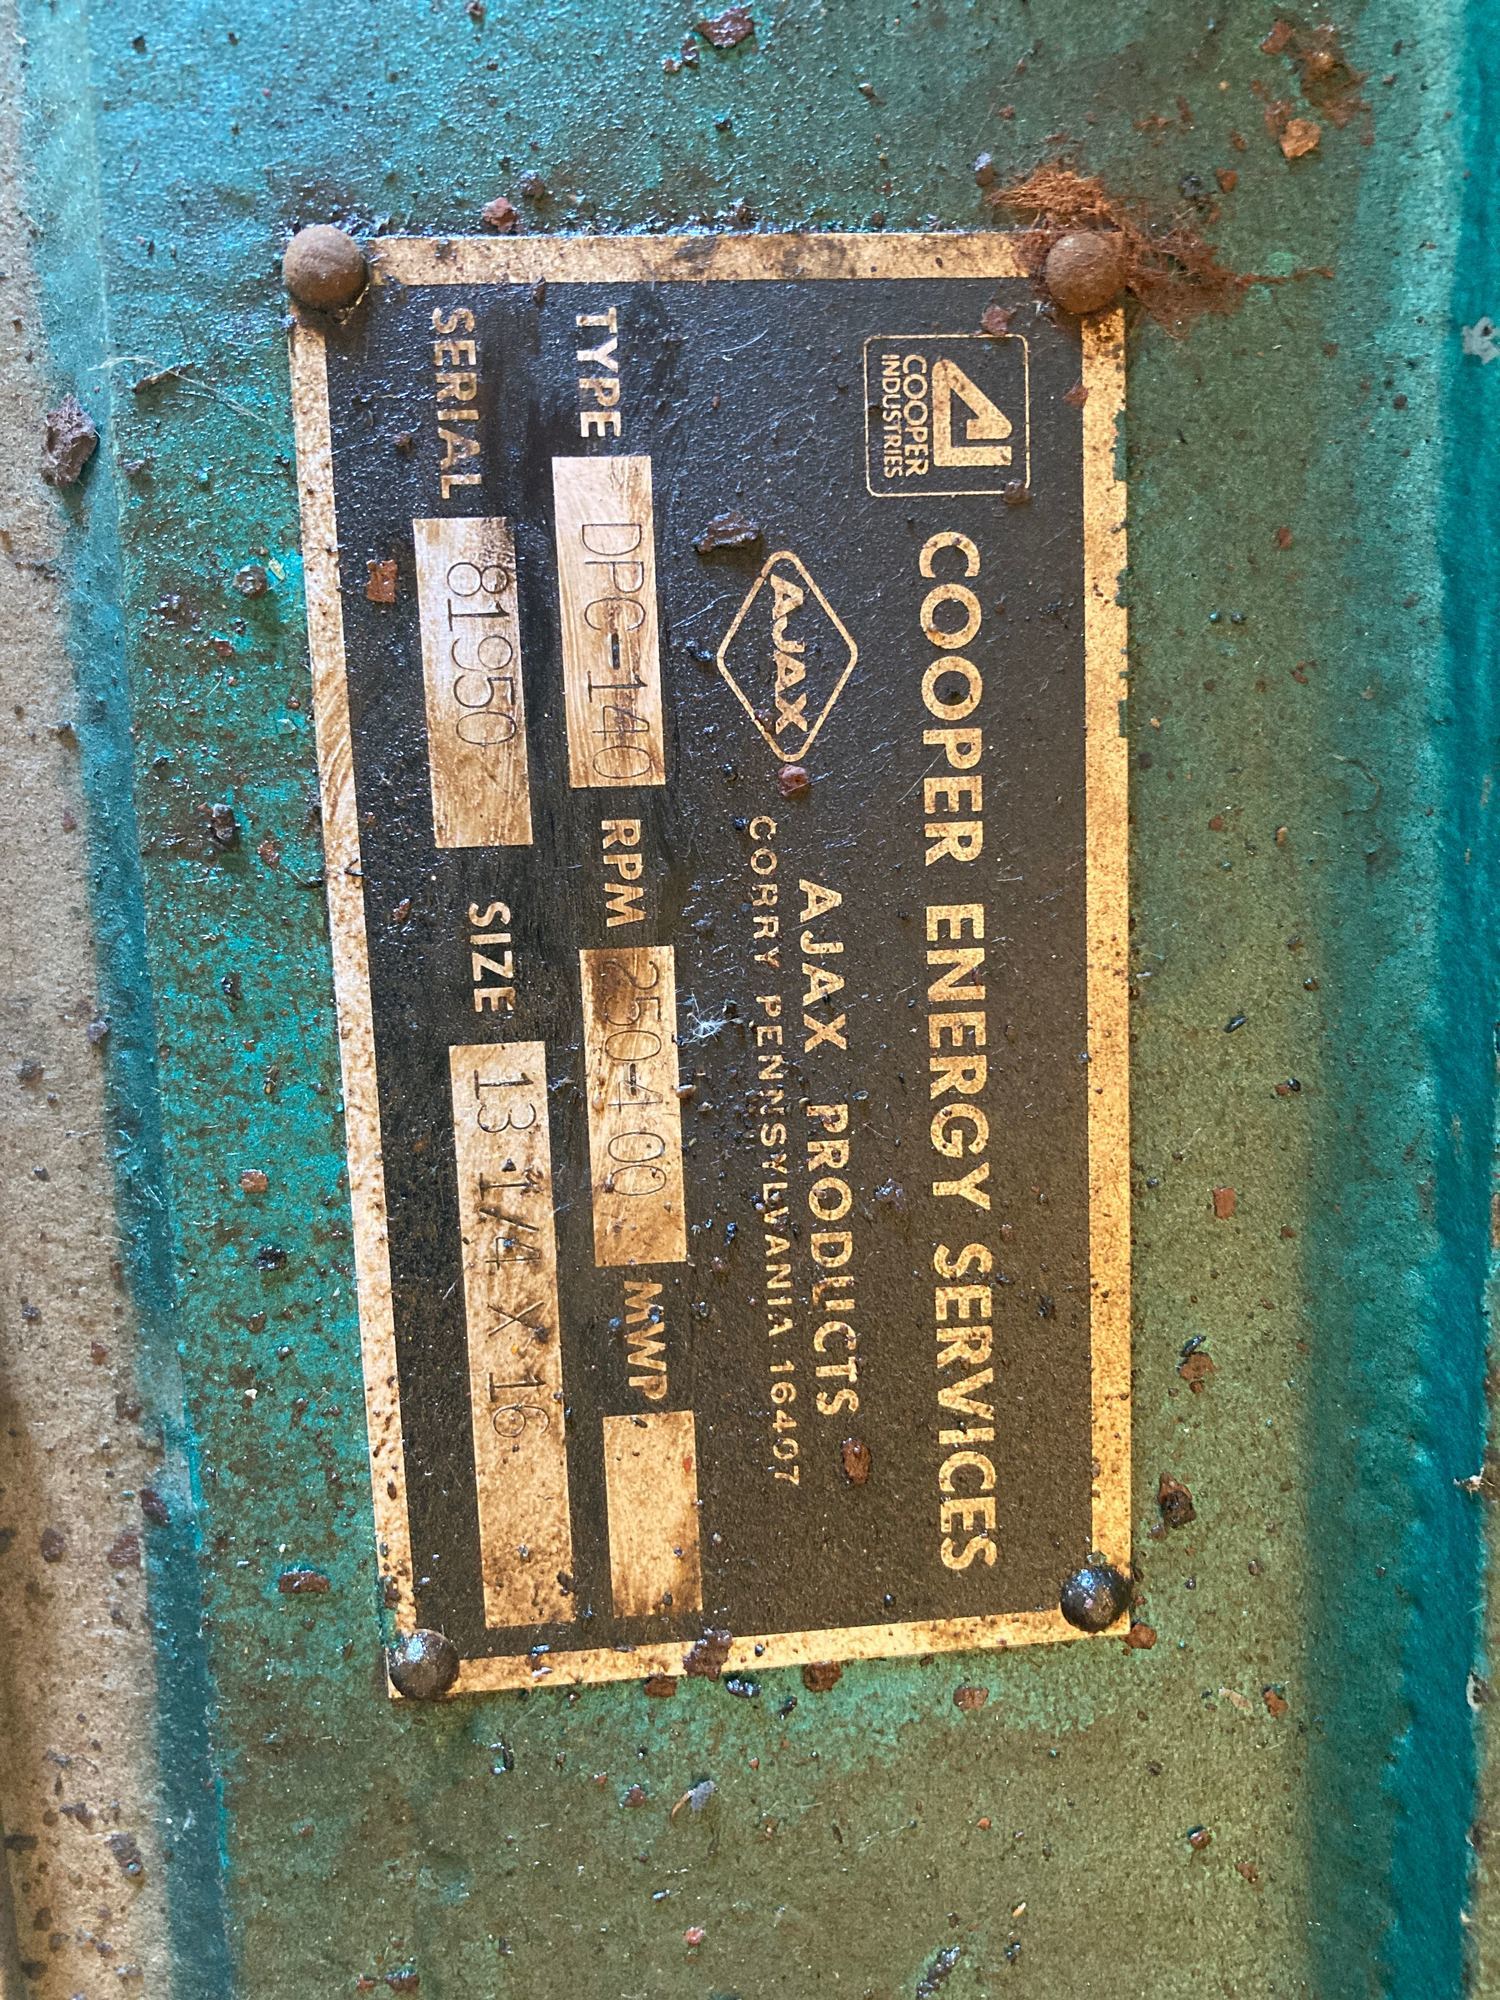 COOPER
INDUSTRIES
COOPER ENERGY SERVICES
AJAX
AJAX PRODUCTS
CORRY PENNSYLVANIA 16407
TYPE DPC-140 RPM 250-400 MWP
SERIAL 81950 SIZE 13 1/4 X 16